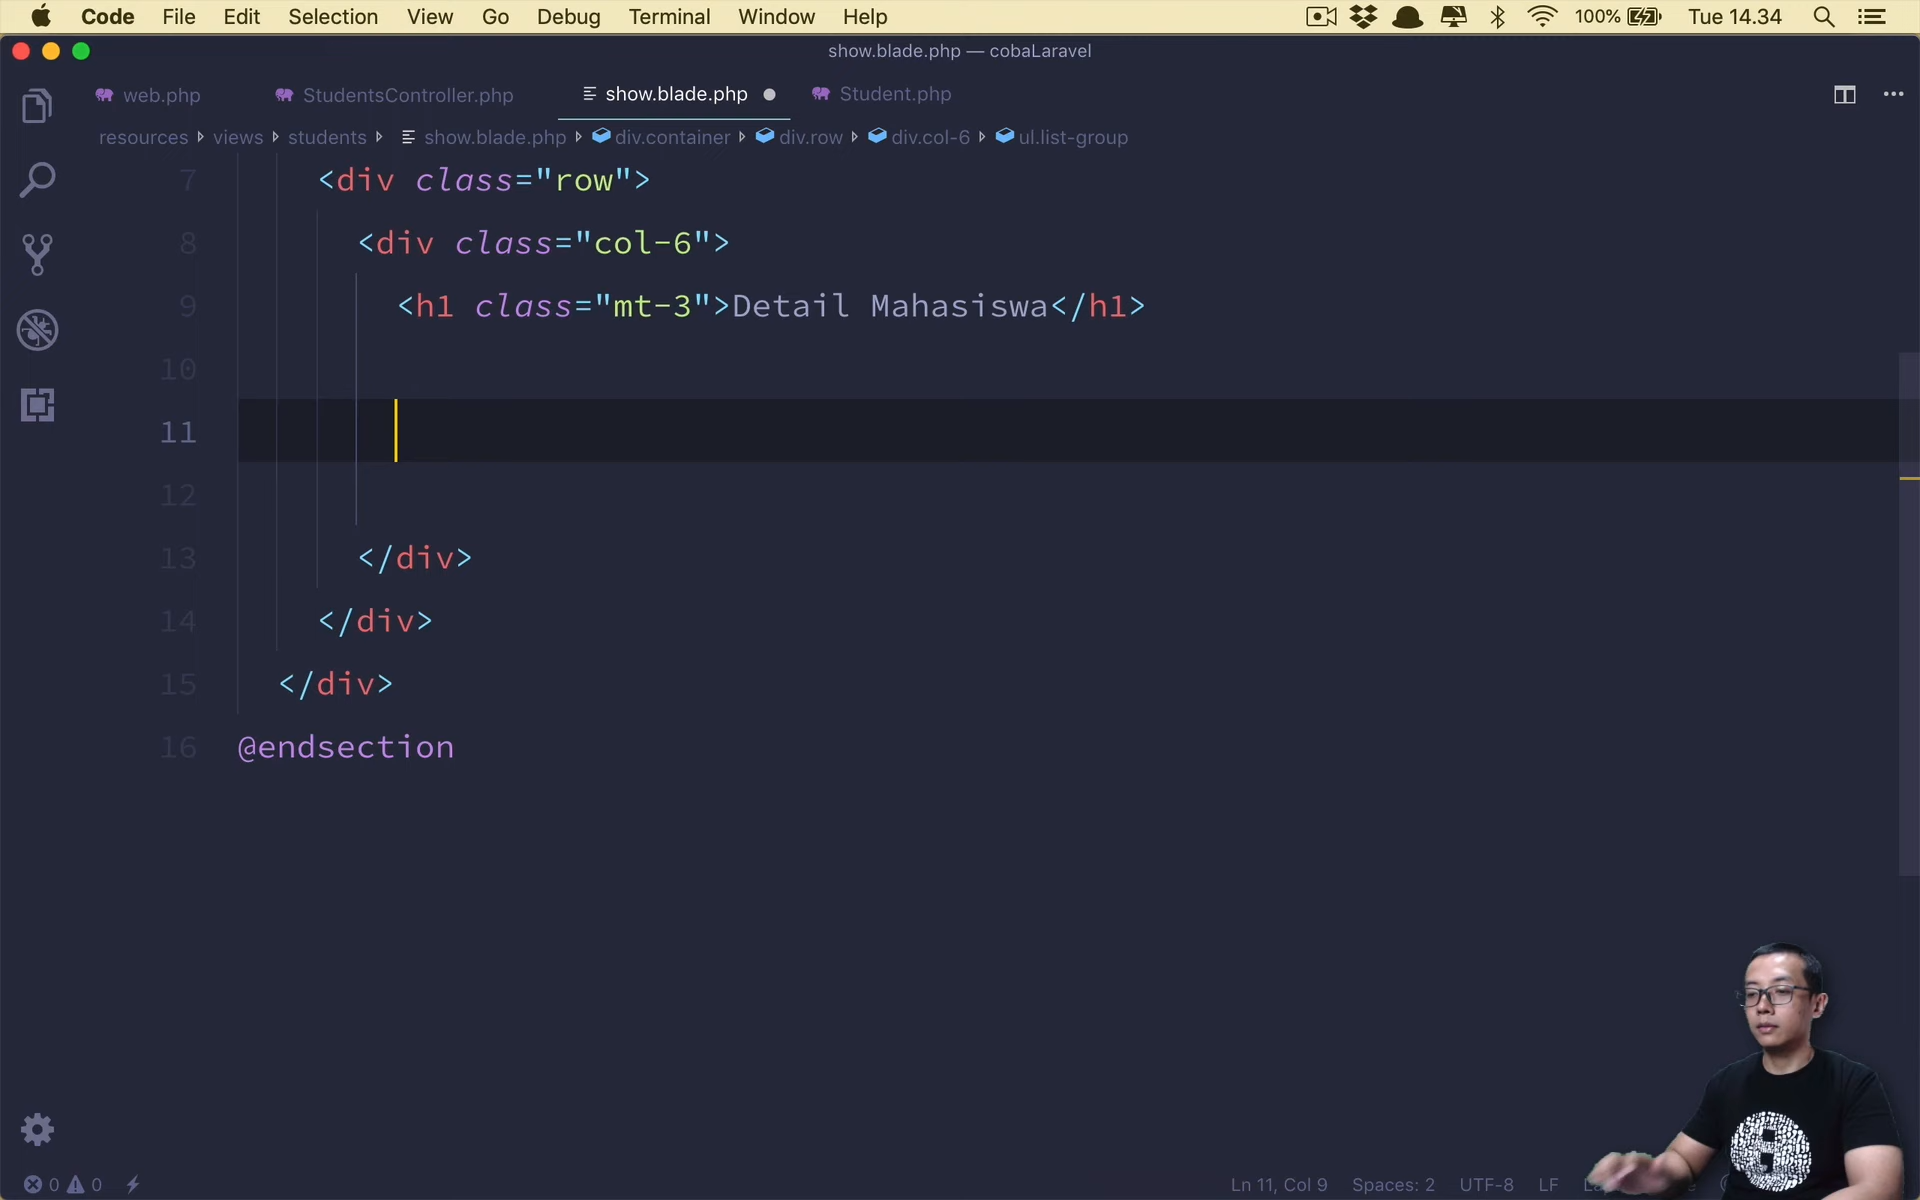 Code File Edit Selection View Go Debug Terminal Window Help 100% Tue 14.34
show.blade.php — cobaLaravel
web.php StudentsController.php show.blade.php Student.php
resources views students show.blade.php div.container div.row div.col-6 ul.list-group
7 <div class="row">
8 <div class="col-6">
9 <h1 class="mt-3">Detail Mahasiswa</h1>
10
11
12
13 </div>
14 </div>
15 </div>
16 @endsection
0 0 Ln 11, Col 9 Spaces: 2 UTF-8 LF